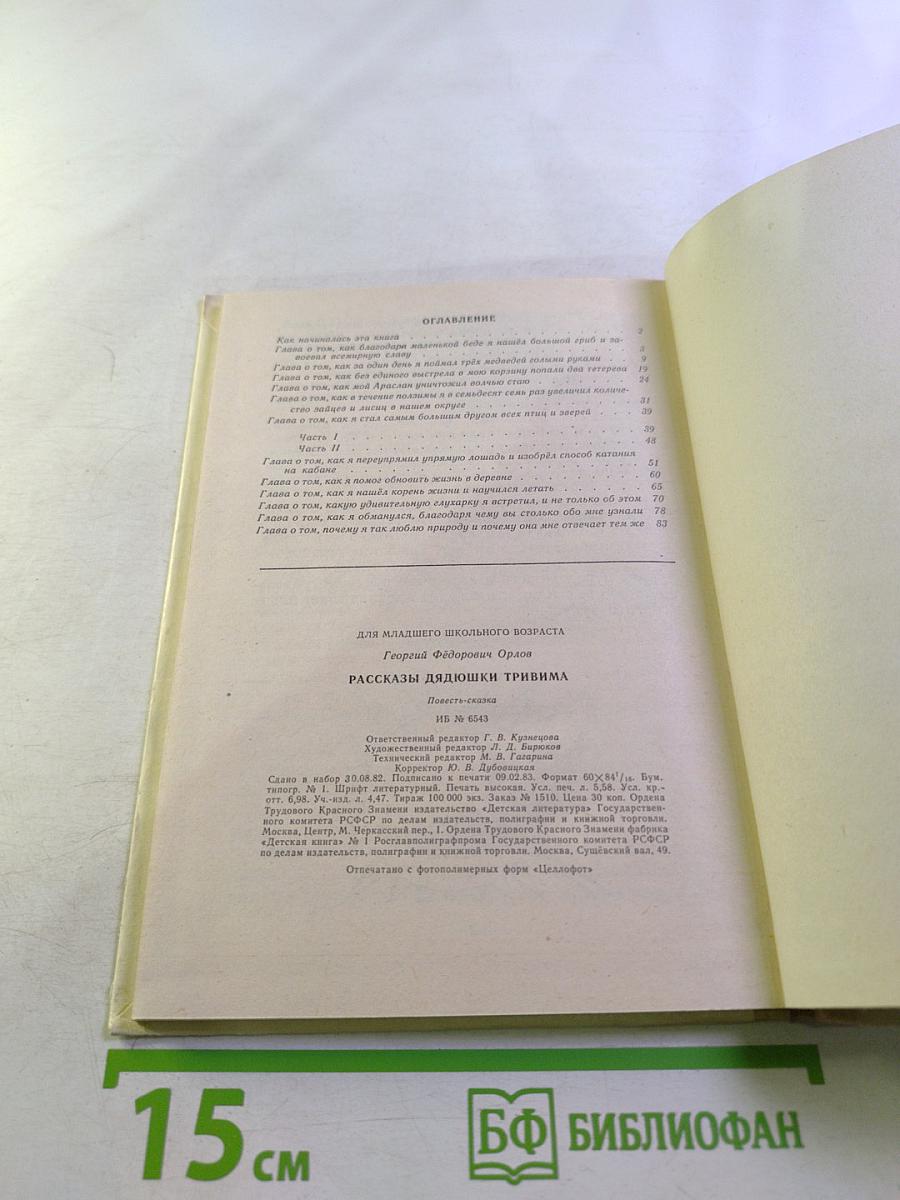 ОГЛАВЛЕНИЕ
Как начиналась эта книга . . . . . . . . . . . . . . . . 2
Глава о том, как благодаря маленькой беде я нашёл большой гриб и за-
воевал всемирную славу . . . . . . . . . . . . . . . 3
Глава о том, как за один день я поймал трёх медведей голыми руками . . 9
Глава о том, как без единого выстрела в мою корзину попали два тетерева 19
Глава о том, как мой Араслан уничтожил волчью стаю . . . . . . 24
Глава о том, как в течение ползимы я в семьдесят семь раз увеличил количе-
ство зайцев и лисиц в нашем округе . . . . . . . . . . . 31
Глава о том, как я стал самым большим другом всех птиц и зверей . . . 39
Часть I . . . . . . . . . . . . . . . . . . . 39
Часть II . . . . . . . . . . . . . . . . . . . 48
Глава о том, как я переупрямил упрямую лошадь и изобрёл способ катания
на кабане . . . . . . . . . . . . . . . . . . . 51
Глава о том, как я помог обновить жизнь в деревне . . . . . . . 60
Глава о том, как я нашёл корень жизни и научился летать . . . . . 65
Глава о том, какую удивительную глухарку я встретил, и не только об этом 70
Глава о том, как я обманулся, благодаря чему вы столько обо мне узнали 78
Глава о том, почему я так люблю природу и почему она мне отвечает тем же 83
ДЛЯ МЛАДШЕГО ШКОЛЬНОГО ВОЗРАСТА
Георгий Фёдорович Орлов
РАССКАЗЫ ДЯДЮШКИ ТРИВИМА
Повесть-сказка
ИБ № 6543
Ответственный редактор Г. В. Кузнецова
Художественный редактор Л. Д. Бирюков
Технический редактор М. В. Гагарина
Корректор Ю. В. Дубовицкая
Сдано в набор 30.08.82. Подписано к печати 09.02.83. Формат 60×84¹/₁₆. Бум.
типогр. № 1. Шрифт литературный. Печать высокая. Усл. печ. л. 5,58. Усл. кр.-
отт. 6,98. Уч.-изд. л. 4,47. Тираж 100 000 экз. Заказ № 1510. Цена 30 коп. Ордена
Трудового Красного Знамени издательство «Детская литература» Государствен-
ного комитета РСФСР по делам издательств, полиграфии и книжной торговли.
Москва, Центр, М. Черкасский пер., 1. Ордена Трудового Красного Знамени фабрика
«Детская книга» № 1 Росглавполиграфпрома Государственного комитета РСФСР
по делам издательств, полиграфии и книжной торговли. Москва, Сущёвский вал, 49.
Отпечатано с фотополимерных форм «Целлофот»
15 см
БФ БИБЛИОФАН